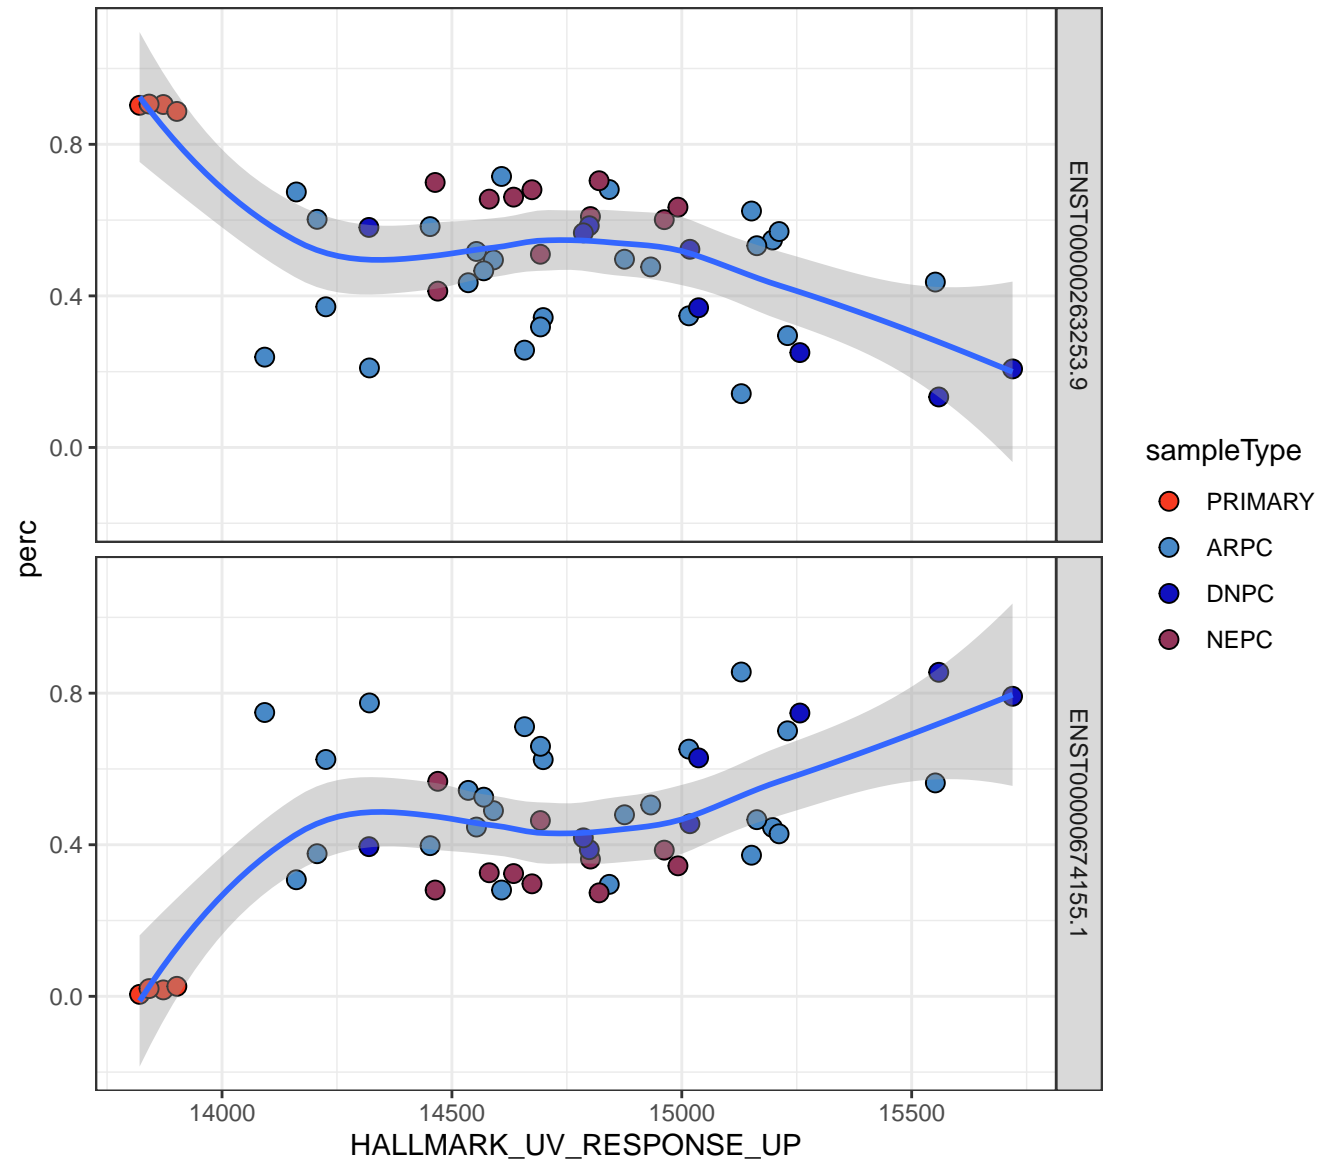 0.8
0.4
0.0
ENST00000263253.9
0.8
0.4
0.0
ENST00000674155.1
perc
14000
14500
15000
15500
HALLMARK_UV_RESPONSE_UP
sampleType
PRIMARY
ARPC
DNPC
NEPC